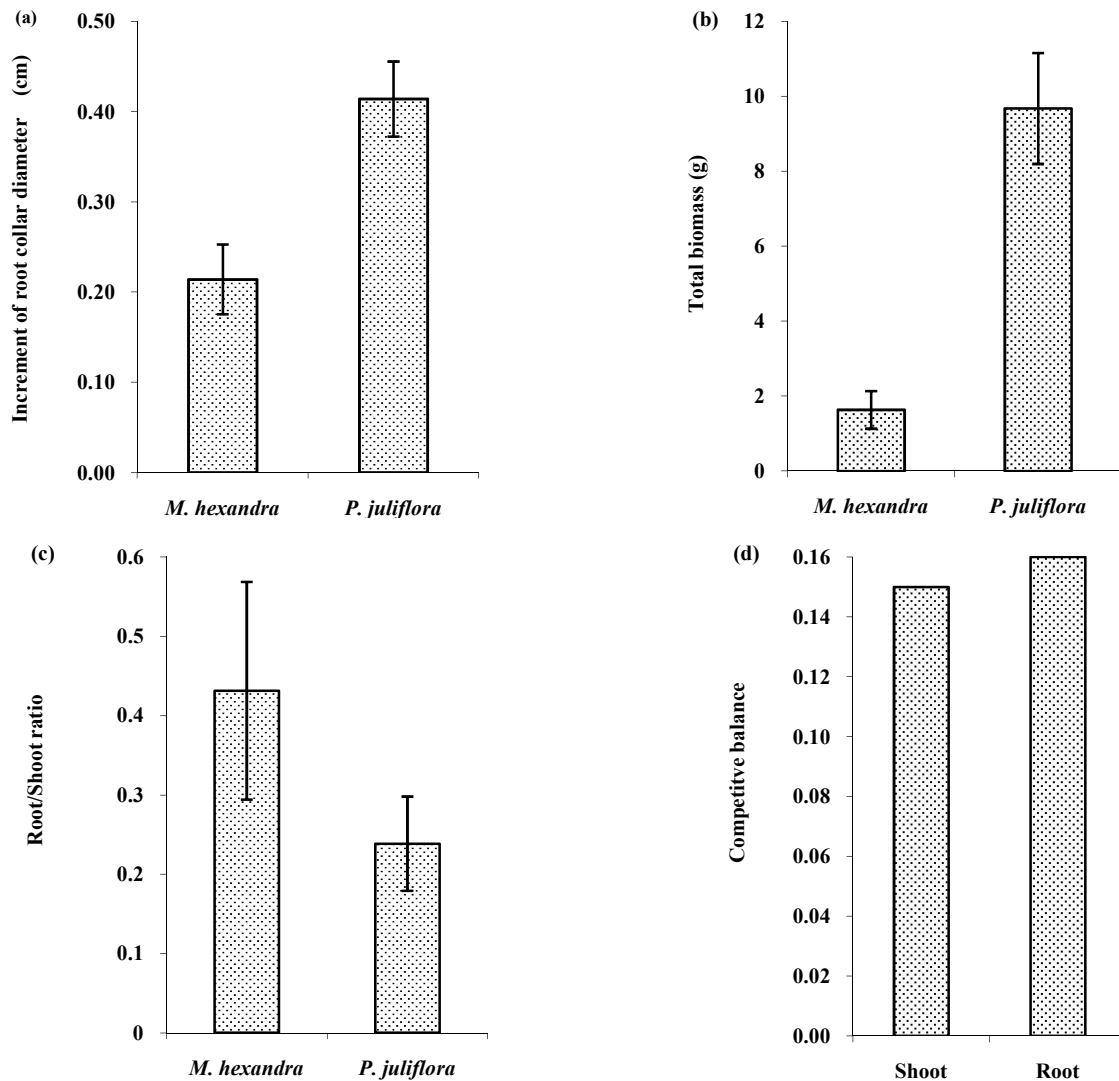 (a)
Increment of root collar diameter (cm)
0.50
0.40
0.30
0.20
0.10
0.00
M. hexandra P. juliflora
(b)
Total biomass (g)
12
10
8
6
4
2
0
M. hexandra P. juliflora
(c)
Root/Shoot ratio
0.6
0.5
0.4
0.3
0.2
0.1
0
M. hexandra P. juliflora
(d)
Competitve balance
0.16
0.14
0.12
0.10
0.08
0.06
0.04
0.02
0.00
Shoot Root